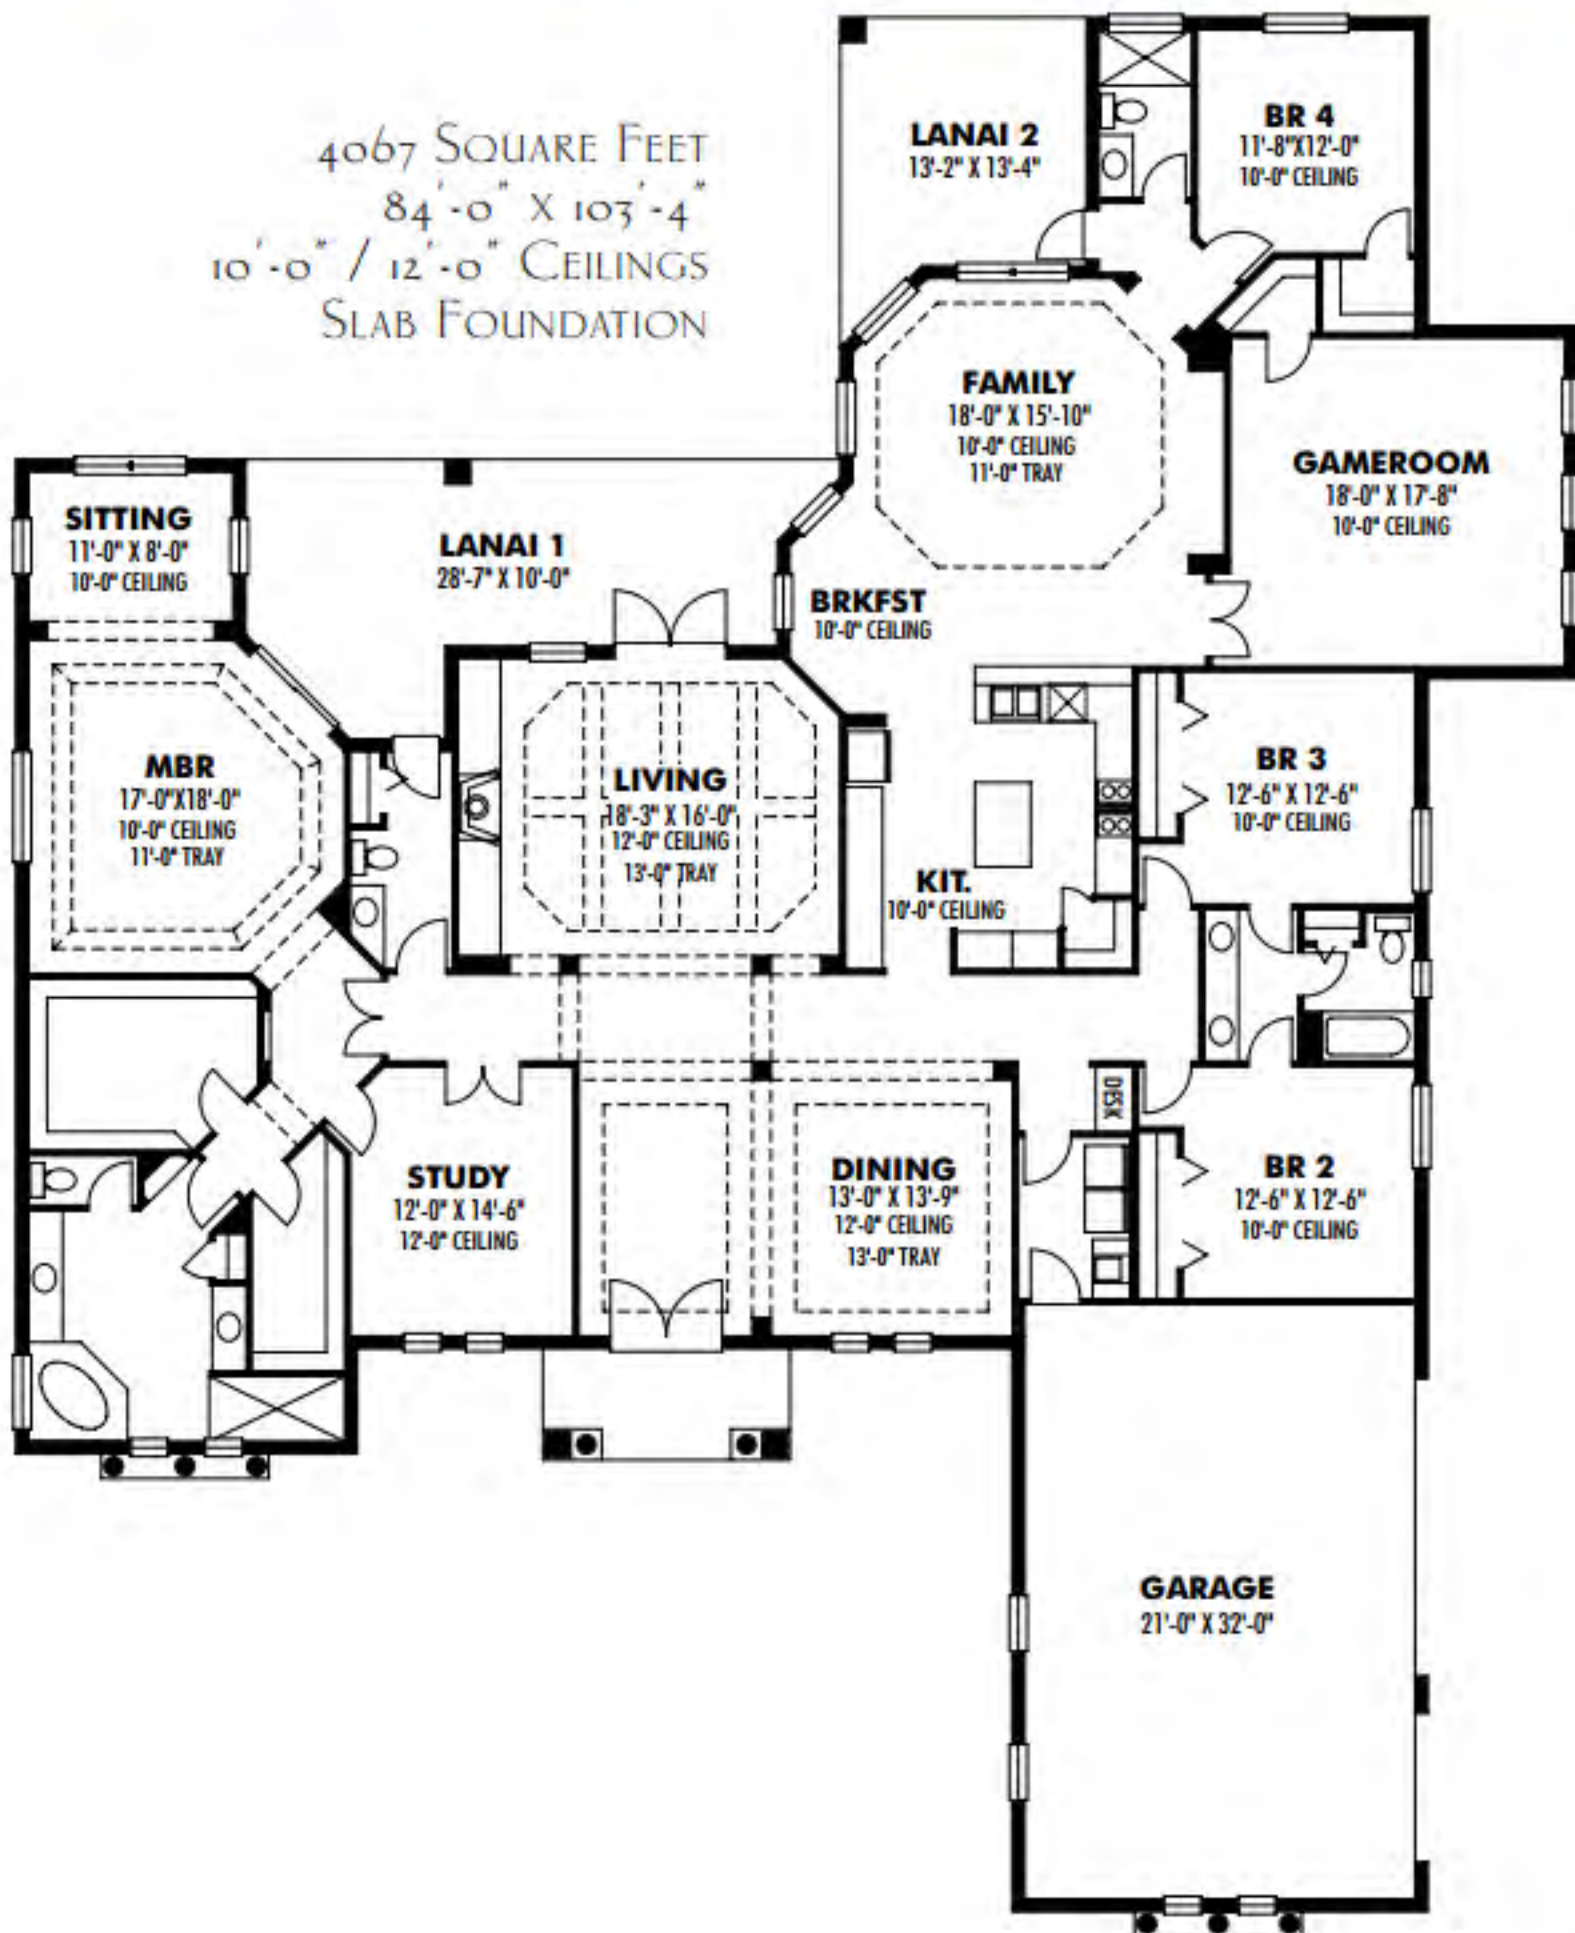 4067 SQUARE FEET
84'-0" X 103'-4"
10'-0" / 12'-0" CEILINGS
SLAB FOUNDATION
LANAI 2
13'-2" X 13'-4"
BR 4
11'-8"X12'-0"
10'-0" CEILING
FAMILY
18'-0" X 15'-10"
10'-0" CEILING
11'-0" TRAY
GAMEROOM
18'-0" X 17'-8"
10'-0" CEILING
SITTING
11'-0" X 8'-0"
10'-0" CEILING
LANAI 1
28'-7" X 10'-0"
BRKFST
10'-0" CEILING
MBR
17'-0"X18'-0"
10'-0" CEILING
11'-0" TRAY
LIVING
18'-3" X 16'-0"
12'-0" CEILING
13'-0" TRAY
BR 3
12'-6" X 12'-6"
10'-0" CEILING
KIT.
10'-0" CEILING
DESK
STUDY
12'-0" X 14'-6"
12'-0" CEILING
DINING
13'-0" X 13'-9"
12'-0" CEILING
13'-0" TRAY
BR 2
12'-6" X 12'-6"
10'-0" CEILING
GARAGE
21'-0" X 32'-0"